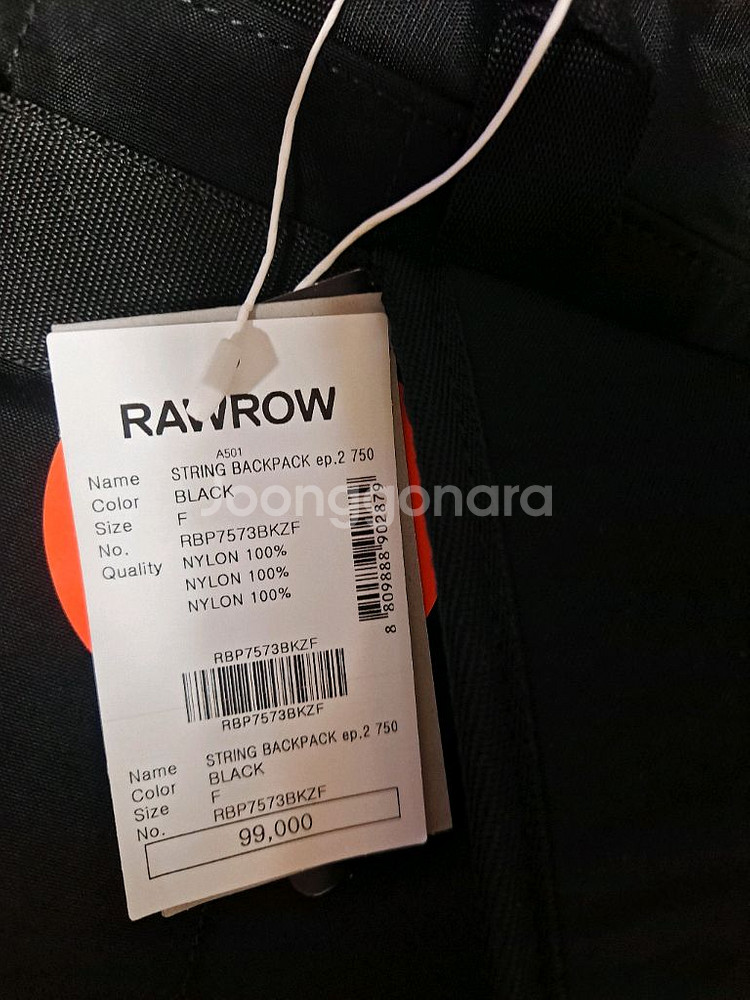 RAWROW
A501
Name STRING BACKPACK ep.2 750
Color BLACK
Size F
No. RBP7573BKZF
Quality NYLON 100%
NYLON 100%
NYLON 100%
8 809888 902879
RBP7573BKZF
RBP7573BKZF
Name STRING BACKPACK ep.2 750
Color BLACK
Size F
No. RBP7573BKZF
99,000
Joonggonara